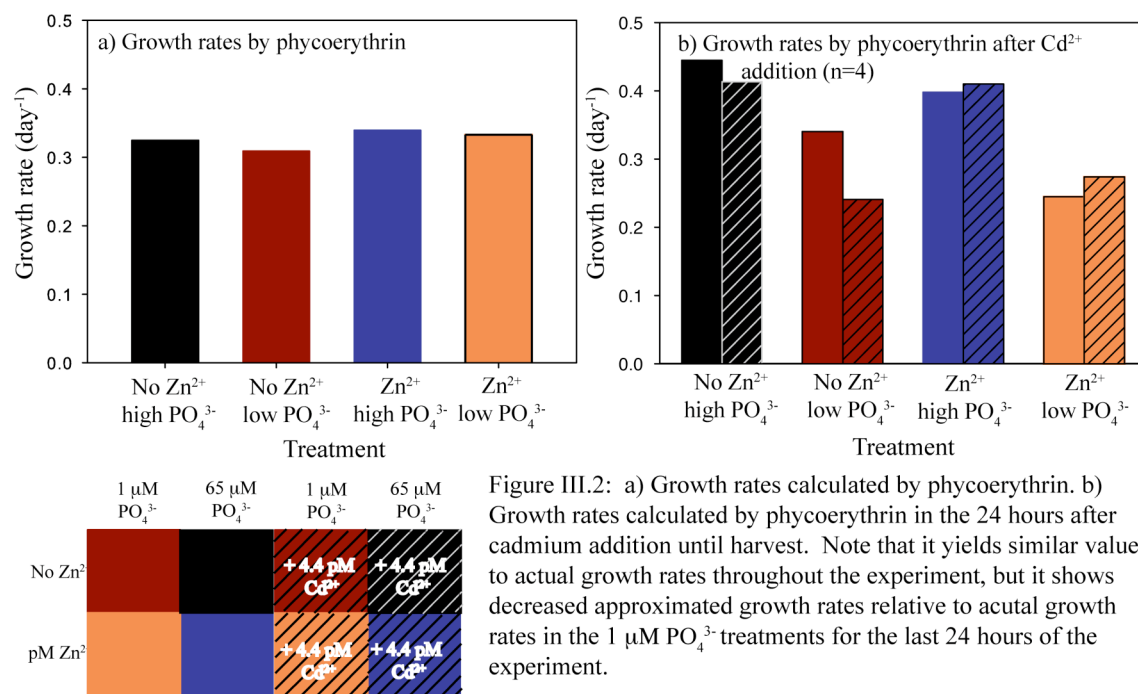 a) Growth rates by phycoerythrin
0.5
0.4
0.3
0.2
0.1
0.0
Growth rate (day⁻¹)
No Zn²⁺
high PO₄³⁻
No Zn²⁺
low PO₄³⁻
Zn²⁺
high PO₄³⁻
Zn²⁺
low PO₄³⁻
Treatment
b) Growth rates by phycoerythrin after Cd²⁺
addition (n=4)
0.5
0.4
0.3
0.2
0.1
0.0
Growth rate (day⁻¹)
No Zn²⁺
high PO₄³⁻
No Zn²⁺
low PO₄³⁻
Zn²⁺
high PO₄³⁻
Zn²⁺
low PO₄³⁻
Treatment
1 μM
PO₄³⁻
65 μM
PO₄³⁻
1 μM
PO₄³⁻
65 μM
PO₄³⁻
No Zn²
+ 4.4 pM
Cd²⁺
+ 4.4 pM
Cd²⁺
pM Zn²
+ 4.4 pM
Cd²⁺
+ 4.4 pM
Cd²⁺
Figure III.2: a) Growth rates calculated by phycoerythrin. b)
Growth rates calculated by phycoerythrin in the 24 hours after
cadmium addition until harvest. Note that it yields similar value
to actual growth rates throughout the experiment, but it shows
decreased approximated growth rates relative to acutal growth
rates in the 1 μM PO₄³⁻ treatments for the last 24 hours of the
experiment.